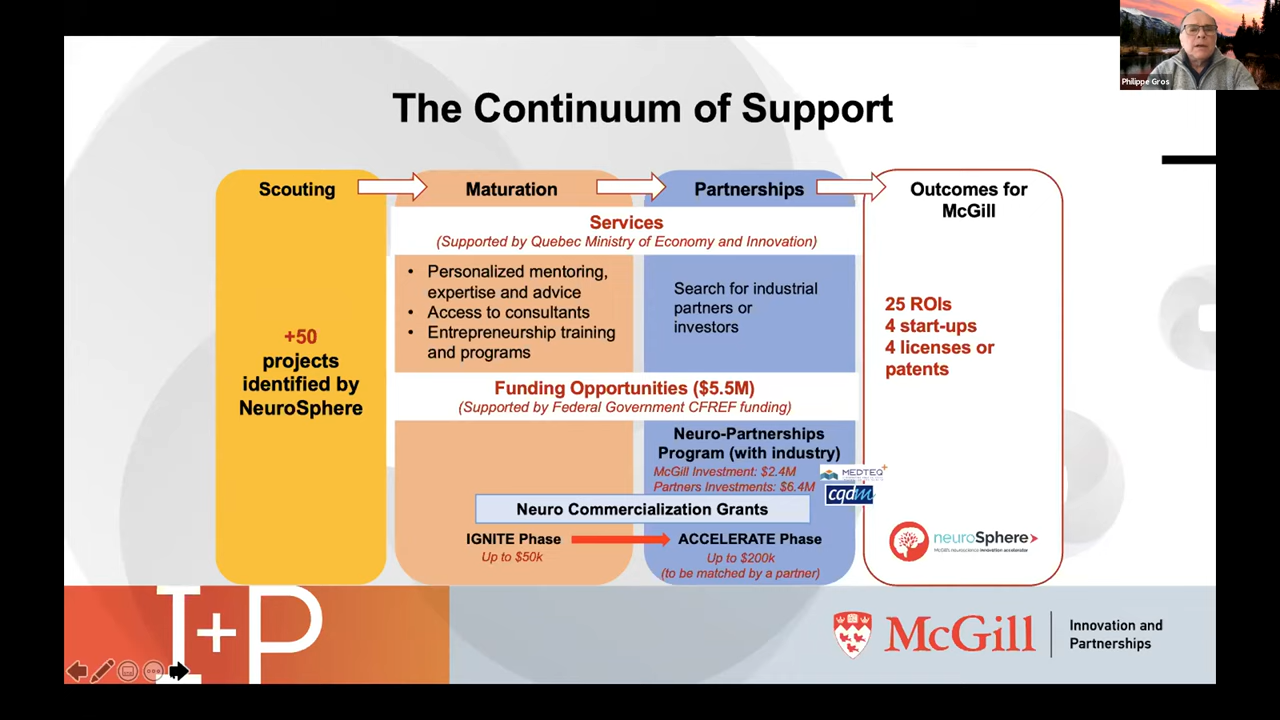 Philippe Gros
The Continuum of Support
Scouting
Maturation
Partnerships
Outcomes for
McGill
Services
(Supported by Quebec Ministry of Economy and Innovation)
• Personalized mentoring,
expertise and advice
• Access to consultants
• Entrepreneurship training
and programs
Search for industrial
partners or
investors
+50
projects
identified by
NeuroSphere
25 ROIs
4 start-ups
4 licenses or
patents
Funding Opportunities ($5.5M)
(Supported by Federal Government CFREF funding)
Neuro-Partnerships
Program (with industry)
McGill Investment: $2.4M
Partners Investments: $6.4M
MEDTEQ+
cqdm
Neuro Commercialization Grants
IGNITE Phase
Up to $50k
ACCELERATE Phase
Up to $200k
(to be matched by a partner)
neuroSphere
McGill's neuroscience innovation accelerator
I+P
McGill
Innovation and
Partnerships